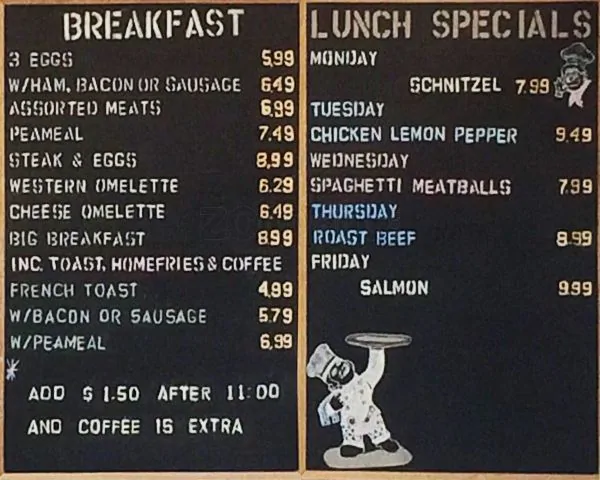 BREAKFAST
3 EGGS 5.99
W/HAM, BACON OR SAUSAGE 6.49
ASSORTED MEATS 6.99
PEAMEAL 7.49
STEAK & EGGS 8.99
WESTERN OMELETTE 6.29
CHEESE OMELETTE 6.49
BIG BREAKFAST 8.99
INC. TOAST, HOMEFRIES & COFFEE
FRENCH TOAST 4.99
W/BACON OR SAUSAGE 5.79
W/PEAMEAL 6.99
*
ADD $1.50 AFTER 11:00
AND COFFEE IS EXTRA
LUNCH SPECIALS
MONDAY
SCHNITZEL 7.99
TUESDAY
CHICKEN LEMON PEPPER 9.49
WEDNESDAY
SPAGHETTI MEATBALLS 7.99
THURSDAY
ROAST BEEF 8.99
FRIDAY
SALMON 9.99